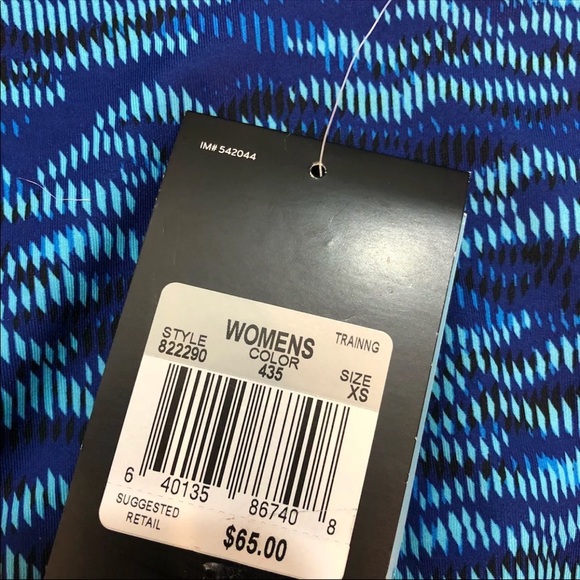 IM# 542044
WOMENS TRAINNG
STYLE COLOR SIZE
822290 435 XS
6 40135 86740 8
SUGGESTED
RETAIL $65.00